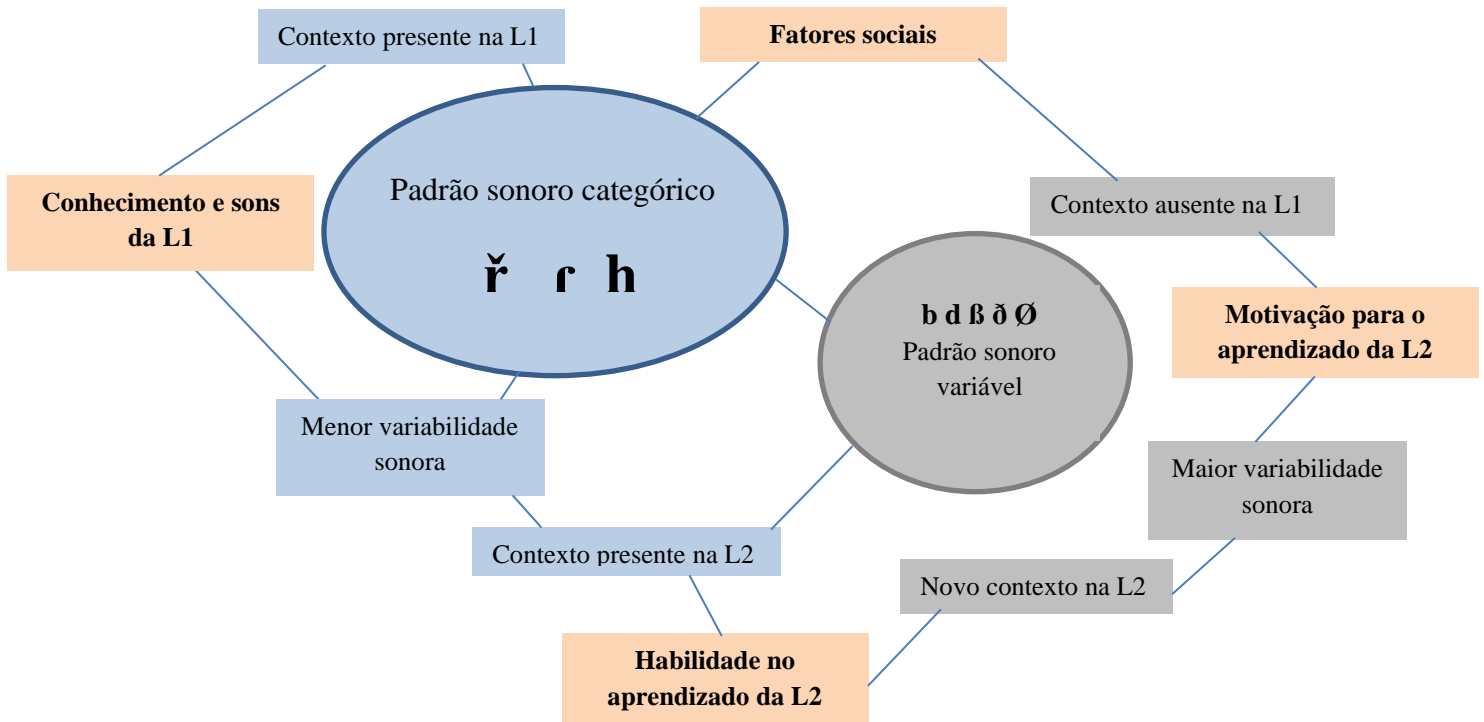 Contexto presente na L1
Fatores sociais
Padrão sonoro categórico
ř ɾ h
Conhecimento e sons
da L1
Contexto ausente na L1
b d ß ð Ø
Padrão sonoro
variável
Motivação para o
aprendizado da L2
Menor variabilidade
sonora
Maior variabilidade
sonora
Contexto presente na L2
Novo contexto na L2
Habilidade no
aprendizado da L2